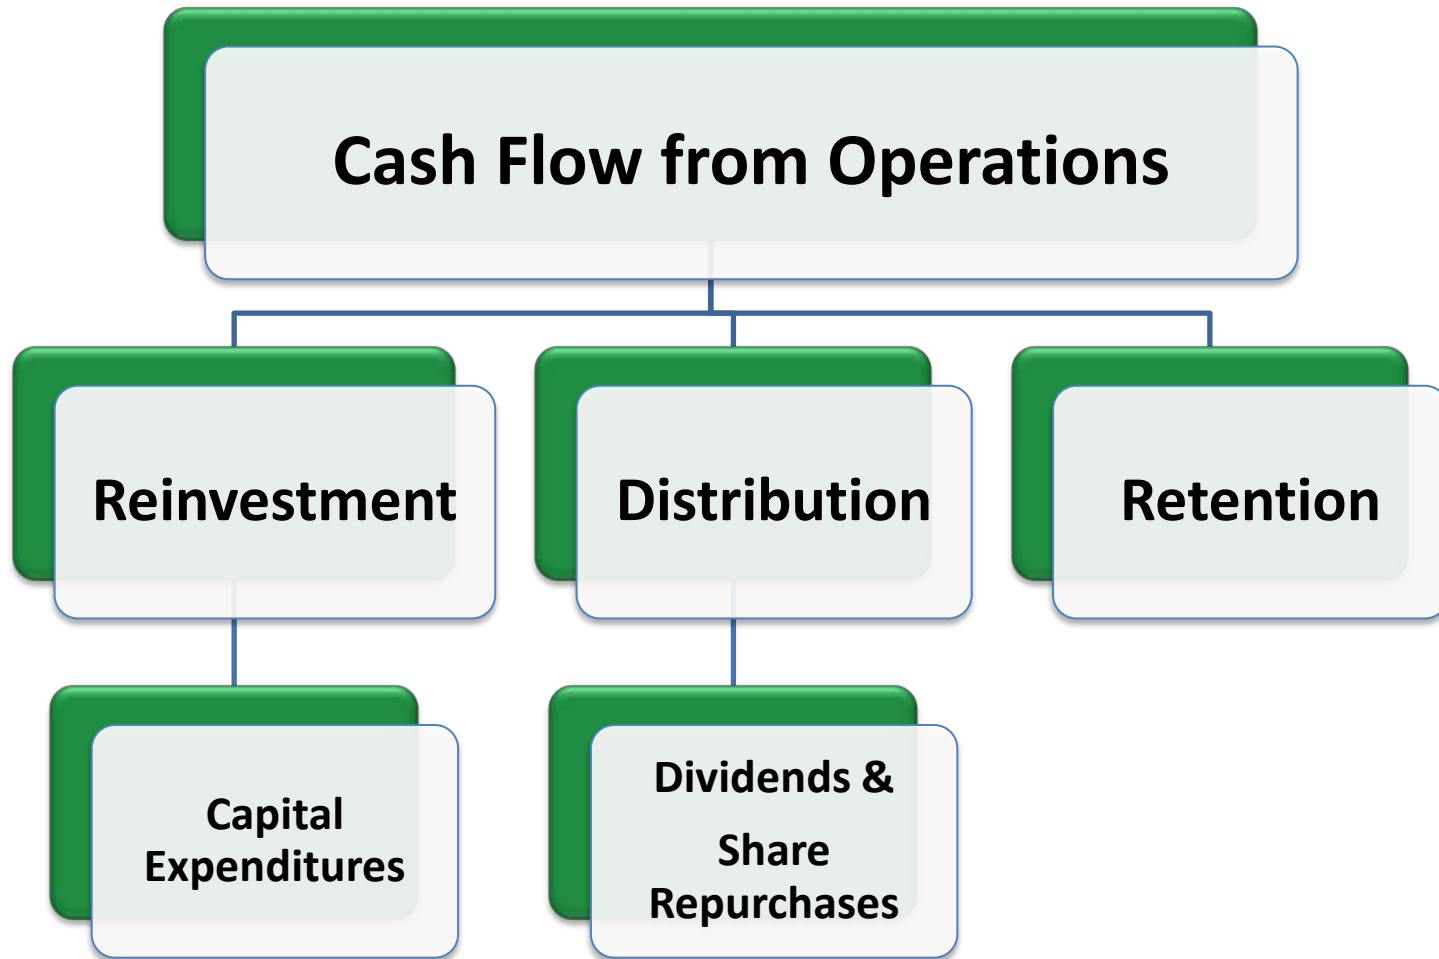 Cash Flow from Operations
Reinvestment
Distribution
Retention
Capital
Expenditures
Dividends &
Share
Repurchases